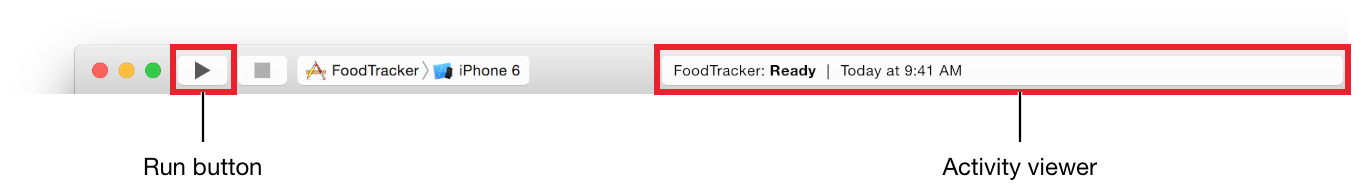 FoodTracker 〉 iPhone 6
FoodTracker: Ready | Today at 9:41 AM
Run button
Activity viewer